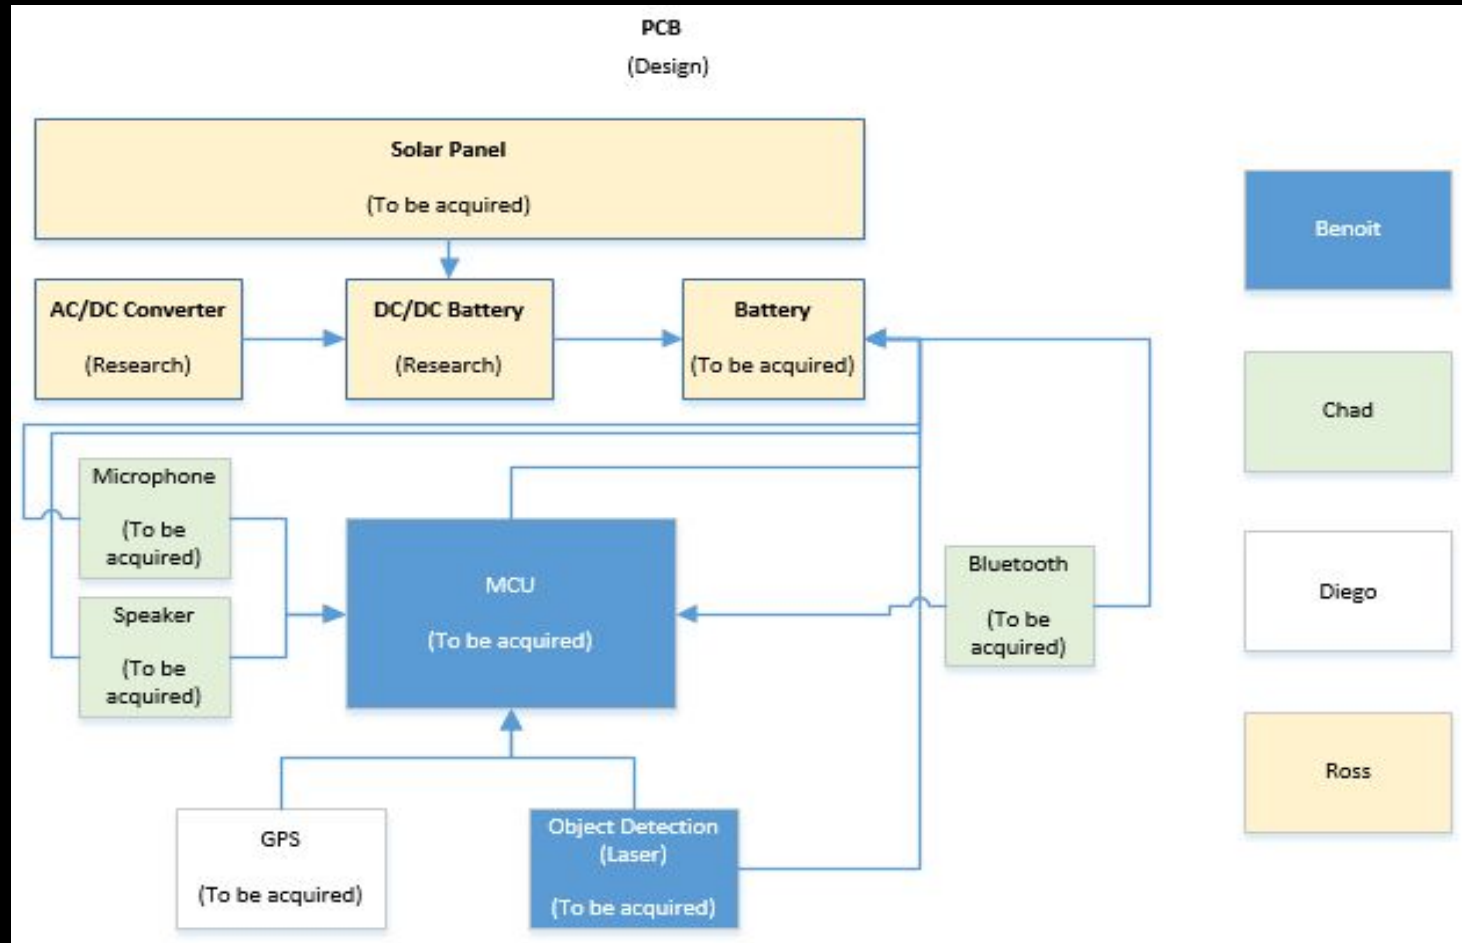 PCB
(Design)
Solar Panel
(To be acquired)
AC/DC Converter
(Research)
DC/DC Battery
(Research)
Battery
(To be acquired)
Microphone
(To be
acquired)
Speaker
(To be
acquired)
MCU
(To be acquired)
Bluetooth
(To be
acquired)
GPS
(To be acquired)
Object Detection
(Laser)
(To be acquired)
Benoit
Chad
Diego
Ross